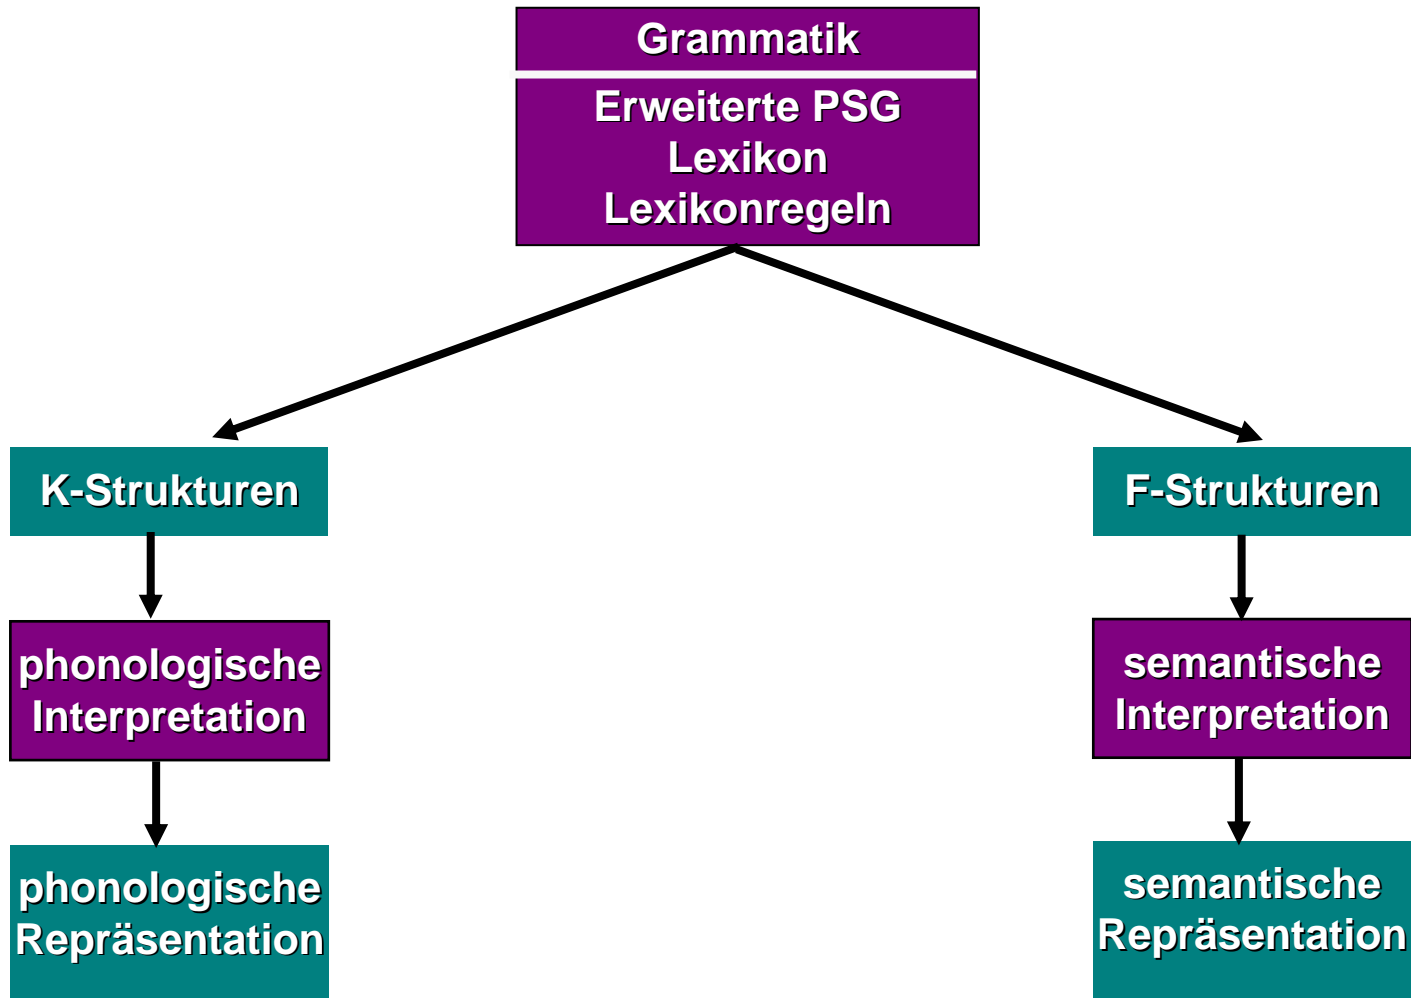 Grammatik
Erweiterte PSG
Lexikon
Lexikonregeln
K-Strukturen
F-Strukturen
phonologische
Interpretation
semantische
Interpretation
phonologische
Repräsentation
semantische
Repräsentation